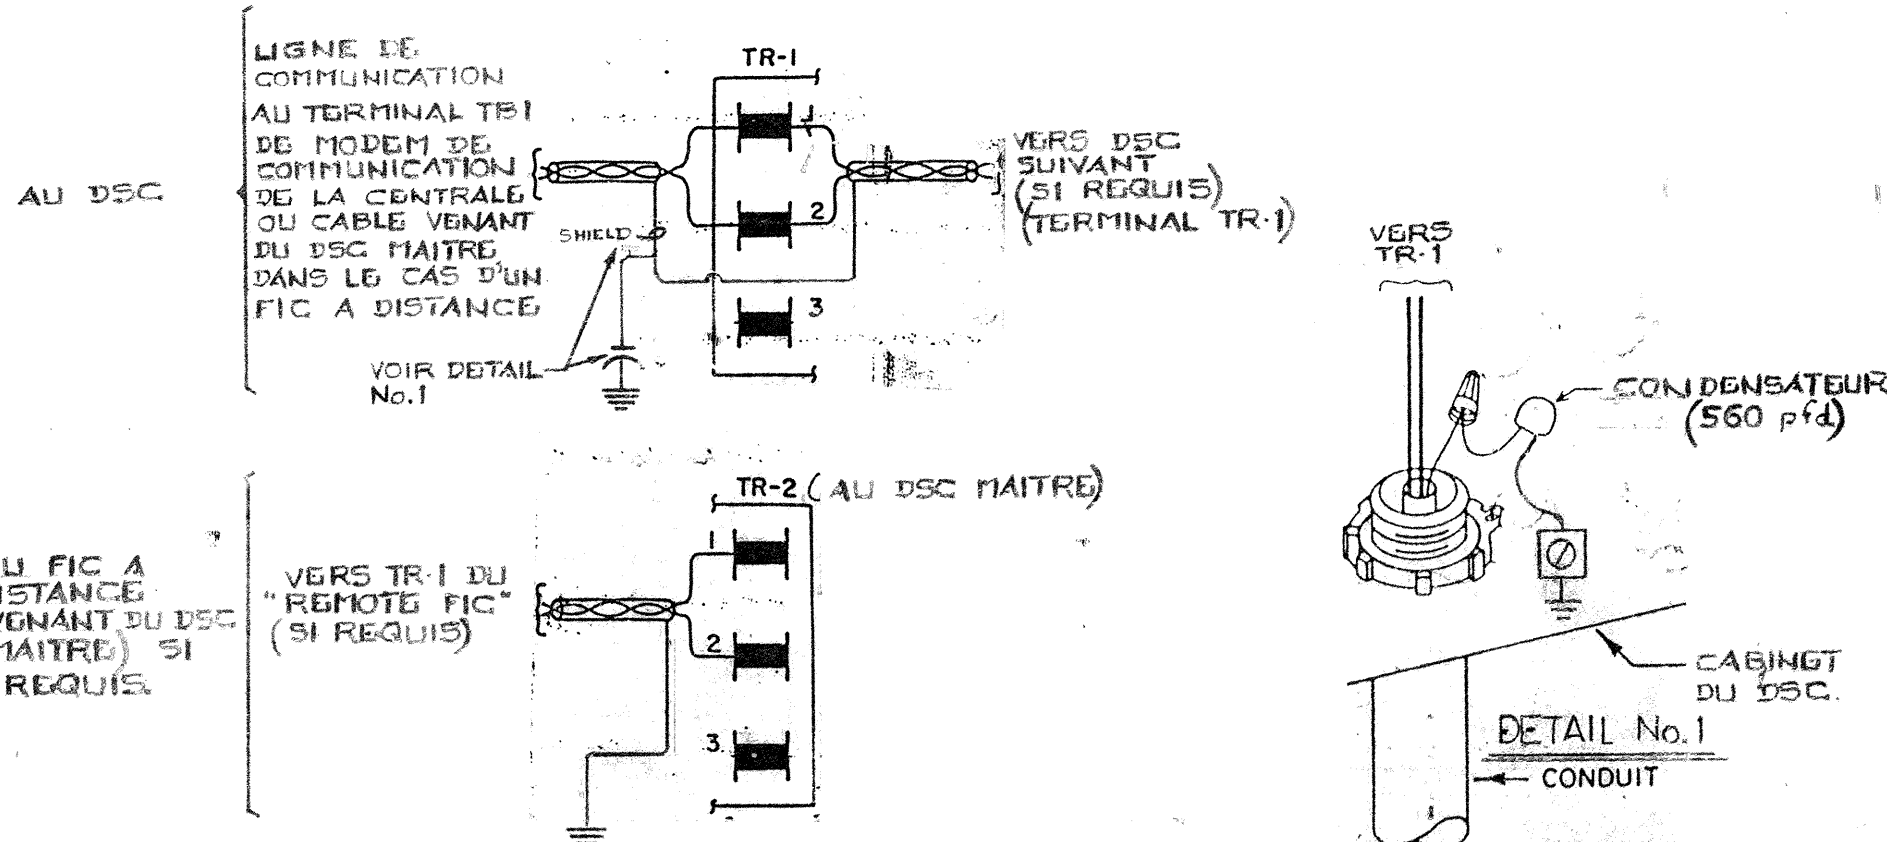 AU DSC
LIGNE DE
COMMUNICATION
AU TERMINAL TB1
DE MODEM DE
COMMUNICATION
DE LA CENTRALE
OU CABLE VENANT
DU DSC MAITRE
DANS LE CAS D'UN
FIC A DISTANCE
TR-1
1
2
3
SHIELD
VOIR DETAIL
No.1
VERS DSC
SUIVANT
(SI REQUIS)
(TERMINAL TR-1)
U FIC A
ISTANCE
VENANT DU DSC
MAITRE) SI
REQUIS.
VERS TR-1 DU
"REMOTE FIC"
(SI REQUIS)
TR-2 (AU DSC MAITRE)
1
2
3
VERS
TR-1
CONDENSATEUR
(560 pfd)
CABINET
DU DSC.
DETAIL No.1
CONDUIT